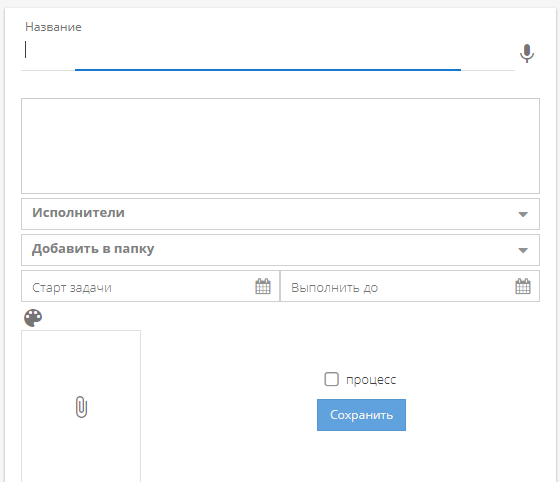 Название
Исполнители
Добавить в папку
Старт задачи
Выполнить до
процесс
Сохранить